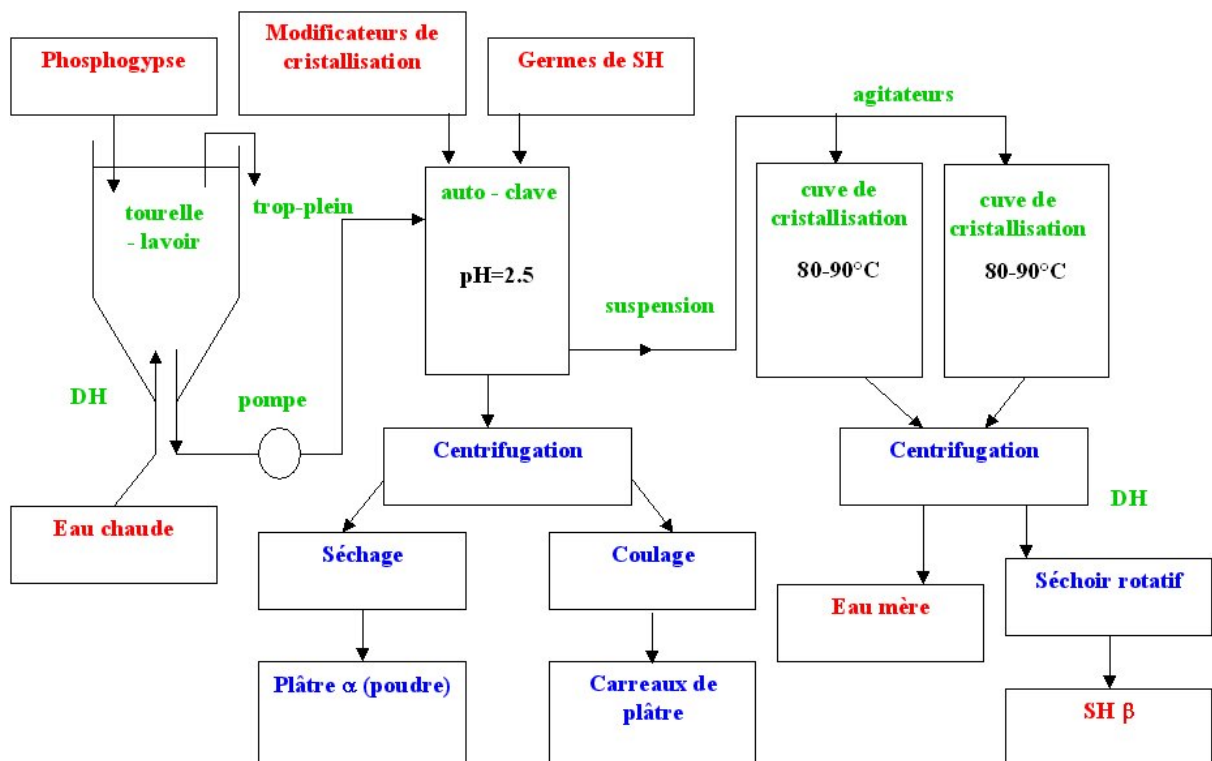 Phosphogypse
Modificateurs de
cristallisation
Germes de SH
agitateurs
tourelle
- lavoir
trop-plein
auto - clave
pH=2.5
cuve de
cristallisation
80-90°C
cuve de
cristallisation
80-90°C
suspension
DH
pompe
Eau chaude
Centrifugation
Centrifugation
DH
Séchage
Coulage
Eau mère
Séchoir rotatif
Plâtre α (poudre)
Carreaux de
plâtre
SH β